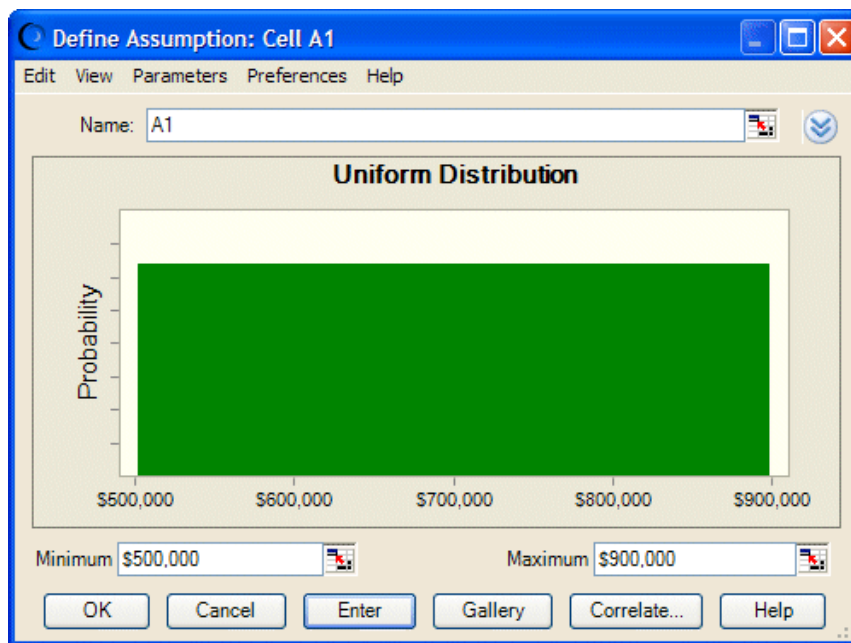 Define Assumption: Cell A1
Edit View Parameters Preferences Help
Name: A1
Uniform Distribution
Probability
$500,000 $600,000 $700,000 $800,000 $900,000
Minimum $500,000 Maximum $900,000
OK Cancel Enter Gallery Correlate... Help